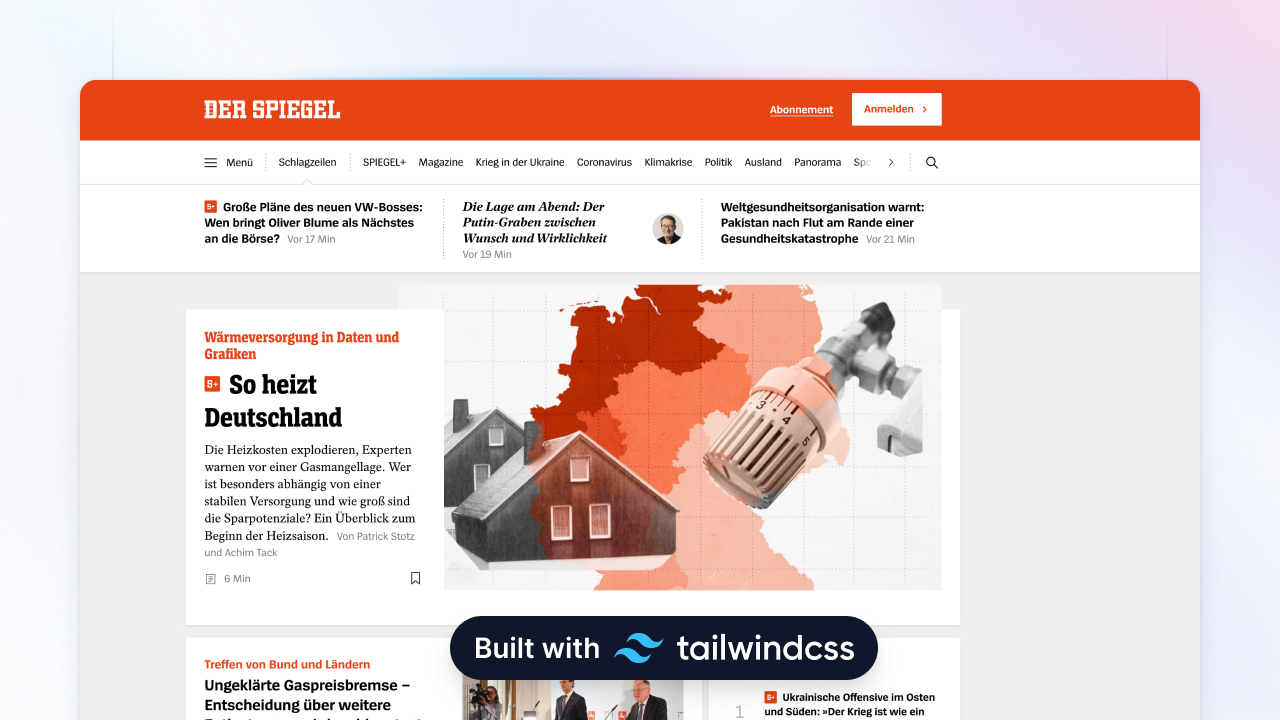 DER SPIEGEL
Abonnement
Anmelden
Menü
Schlagzeilen
SPIEGEL+
Magazine
Krieg in der Ukraine
Coronavirus
Klimakrise
Politik
Ausland
Panorama
S+ Große Pläne des neuen VW-Bosses:
Wen bringt Oliver Blume als Nächstes
an die Börse? Vor 17 Min
Die Lage am Abend: Der
Putin-Graben zwischen
Wunsch und Wirklichkeit
Vor 19 Min
Weltgesundheitsorganisation warnt:
Pakistan nach Flut am Rande einer
Gesundheitskatastrophe Vor 21 Min
Wärmeversorgung in Daten und
Grafiken
S+ So heizt
Deutschland
Die Heizkosten explodieren, Experten
warnen vor einer Gasmangellage. Wer
ist besonders abhängig von einer
stabilen Versorgung und wie groß sind
die Sparpotenziale? Ein Überblick zum
Beginn der Heizsaison. Von Patrick Stotz
und Achim Tack
6 Min
3
4
5
Built with tailwindcss
Treffen von Bund und Ländern
Ungeklärte Gaspreisbremse –
Entscheidung über weitere
1
S+ Ukrainische Offensive im Osten
und Süden: »Der Krieg ist wie ein